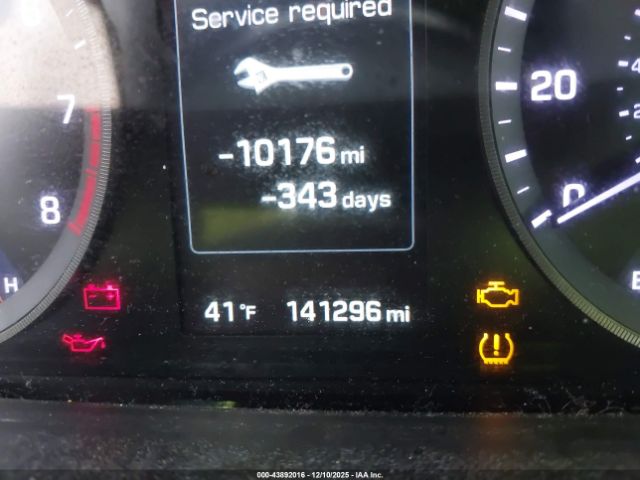 Service required
-10176 mi
-343 days
7
8
H
20
0
41°F 141296 mi
000-43892016 - 12/10/2025 - IAA Inc.